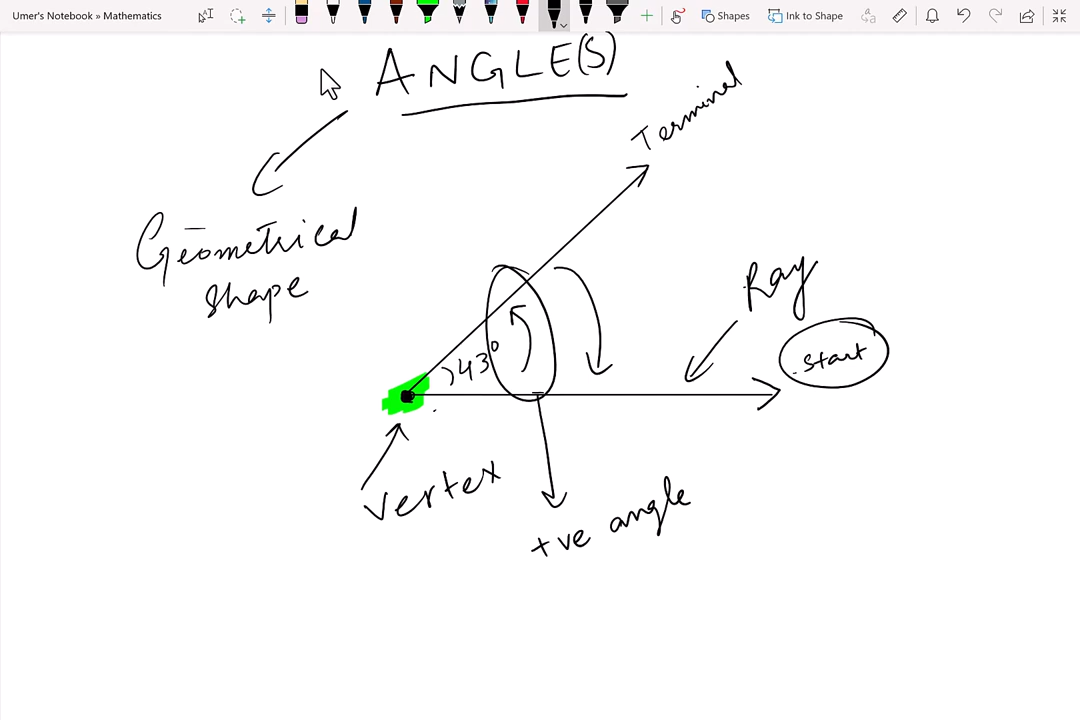 Umer's Notebook » Mathematics
Shapes
Ink to Shape
ANGLE(S)
Terminal
Geometrical
shape
Ray
start
43°
vertex
+ve angle